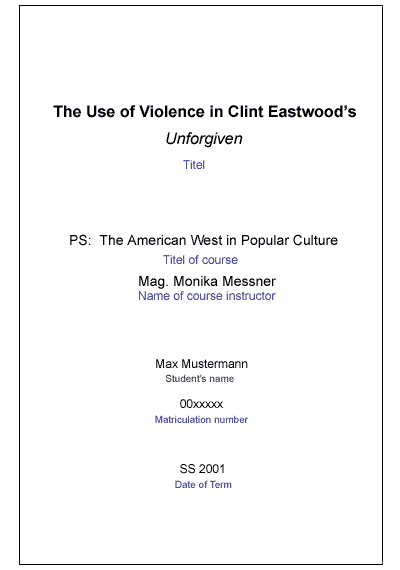 The Use of Violence in Clint Eastwood's
Unforgiven
Titel
PS: The American West in Popular Culture
Titel of course
Mag. Monika Messner
Name of course instructor
Max Mustermann
Student's name
00xxxxx
Matriculation number
SS 2001
Date of Term